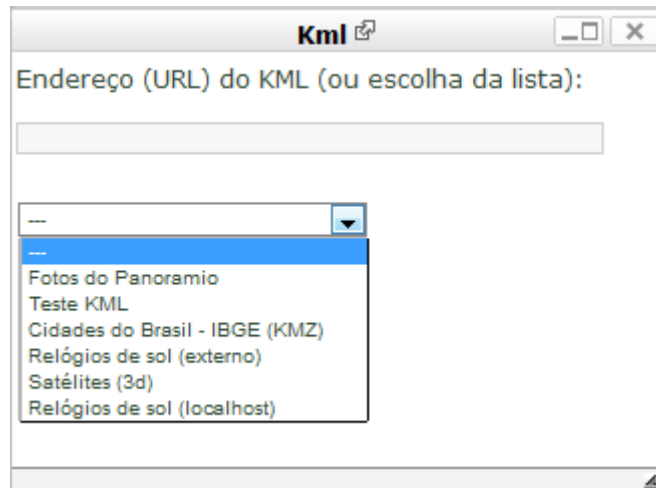 Kml
Endereço (URL) do KML (ou escolha da lista):
---
---
Fotos do Panoramio
Teste KML
Cidades do Brasil - IBGE (KMZ)
Relógios de sol (externo)
Satélites (3d)
Relógios de sol (localhost)